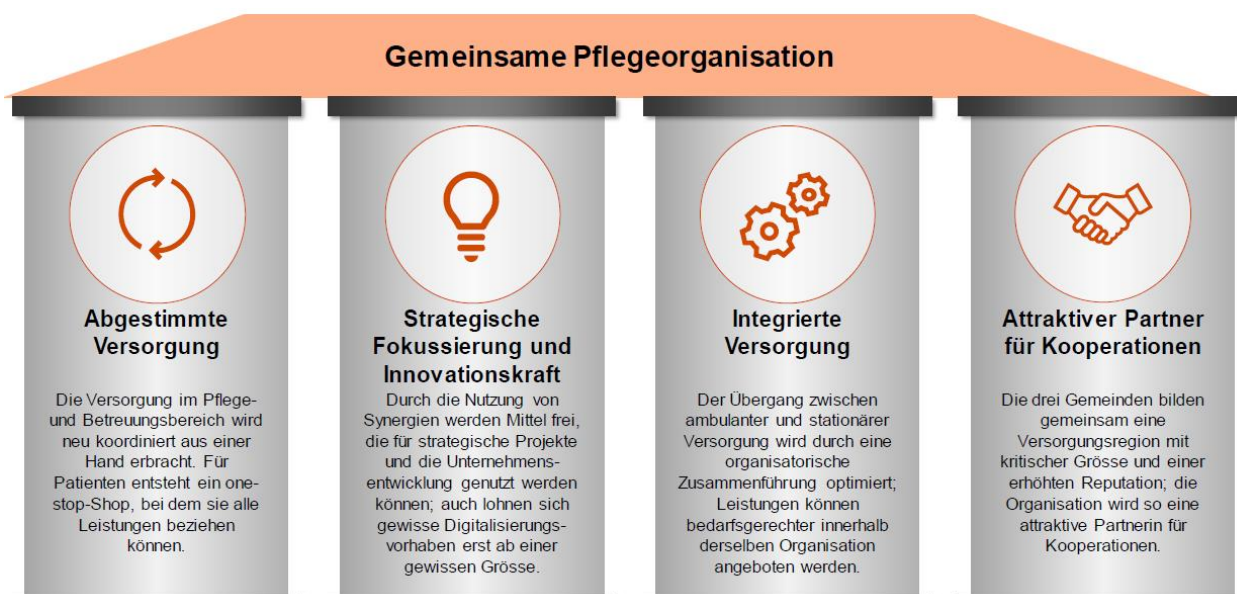 Gemeinsame Pflegeorganisation
Abgestimmte
Versorgung
Die Versorgung im Pflege-
und Betreuungsbereich wird
neu koordiniert aus einer
Hand erbracht. Für
Patienten entsteht ein one-
stop-Shop, bei dem sie alle
Leistungen beziehen
können.
Strategische
Fokussierung und
Innovationskraft
Durch die Nutzung von
Synergien werden Mittel frei,
die für strategische Projekte
und die Unternehmens-
entwicklung genutzt werden
können; auch lohnen sich
gewisse Digitalisierungs-
vorhaben erst ab einer
gewissen Grösse.
Integrierte
Versorgung
Der Übergang zwischen
ambulanter und stationärer
Versorgung wird durch eine
organisatorische
Zusammenführung optimiert;
Leistungen können
bedarfsgerechter innerhalb
derselben Organisation
angeboten werden.
Attraktiver Partner
für Kooperationen
Die drei Gemeinden bilden
gemeinsam eine
Versorgungsregion mit
kritischer Grösse und einer
erhöhten Reputation; die
Organisation wird so eine
attraktive Partnerin für
Kooperationen.